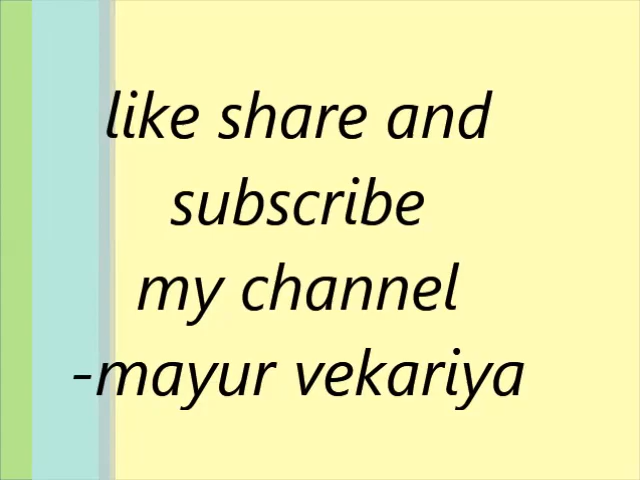 like share and
subscribe
my channel
-mayur vekariya